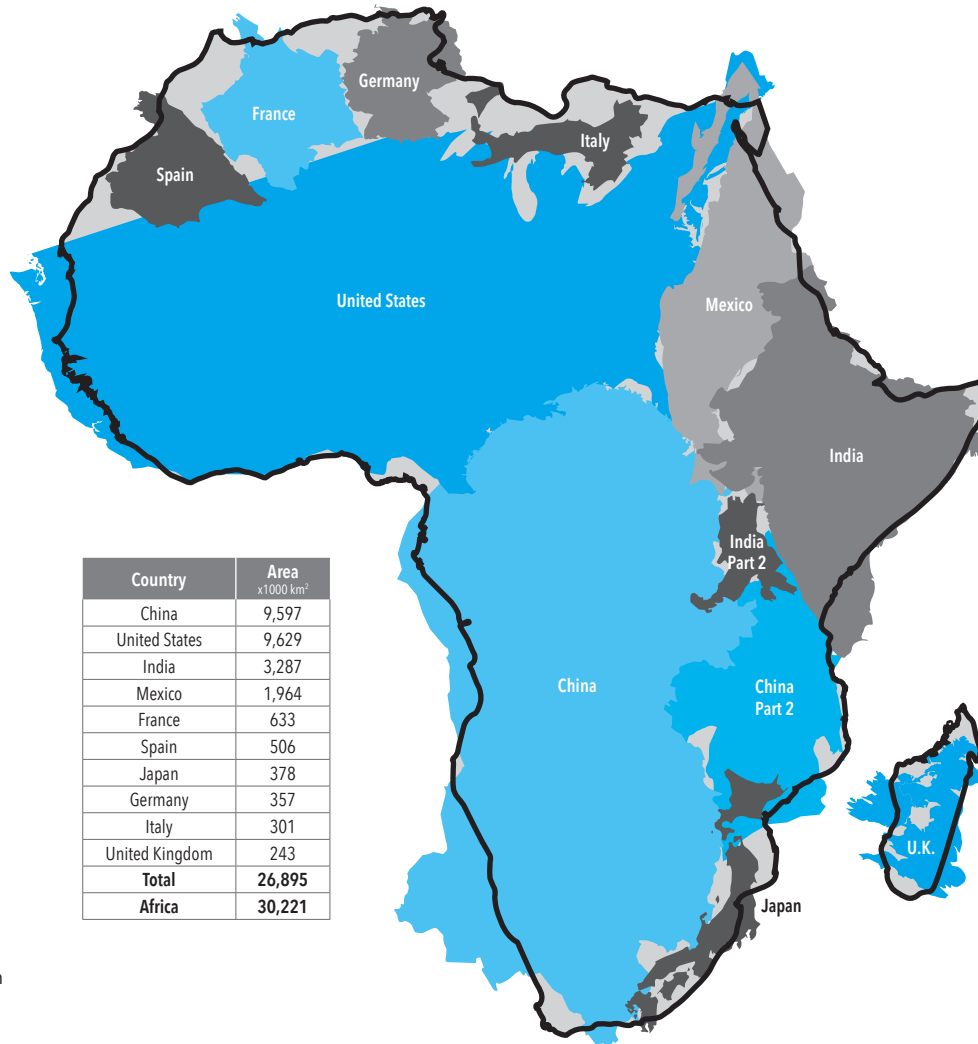 Germany
France
Italy
Spain
United States
Mexico
India
India
Part 2
China
China
Part 2
U.K.
Japan
Country Area
x1000 km²
China 9,597
United States 9,629
India 3,287
Mexico 1,964
France 633
Spain 506
Japan 378
Germany 357
Italy 301
United Kingdom 243
Total 26,895
Africa 30,221